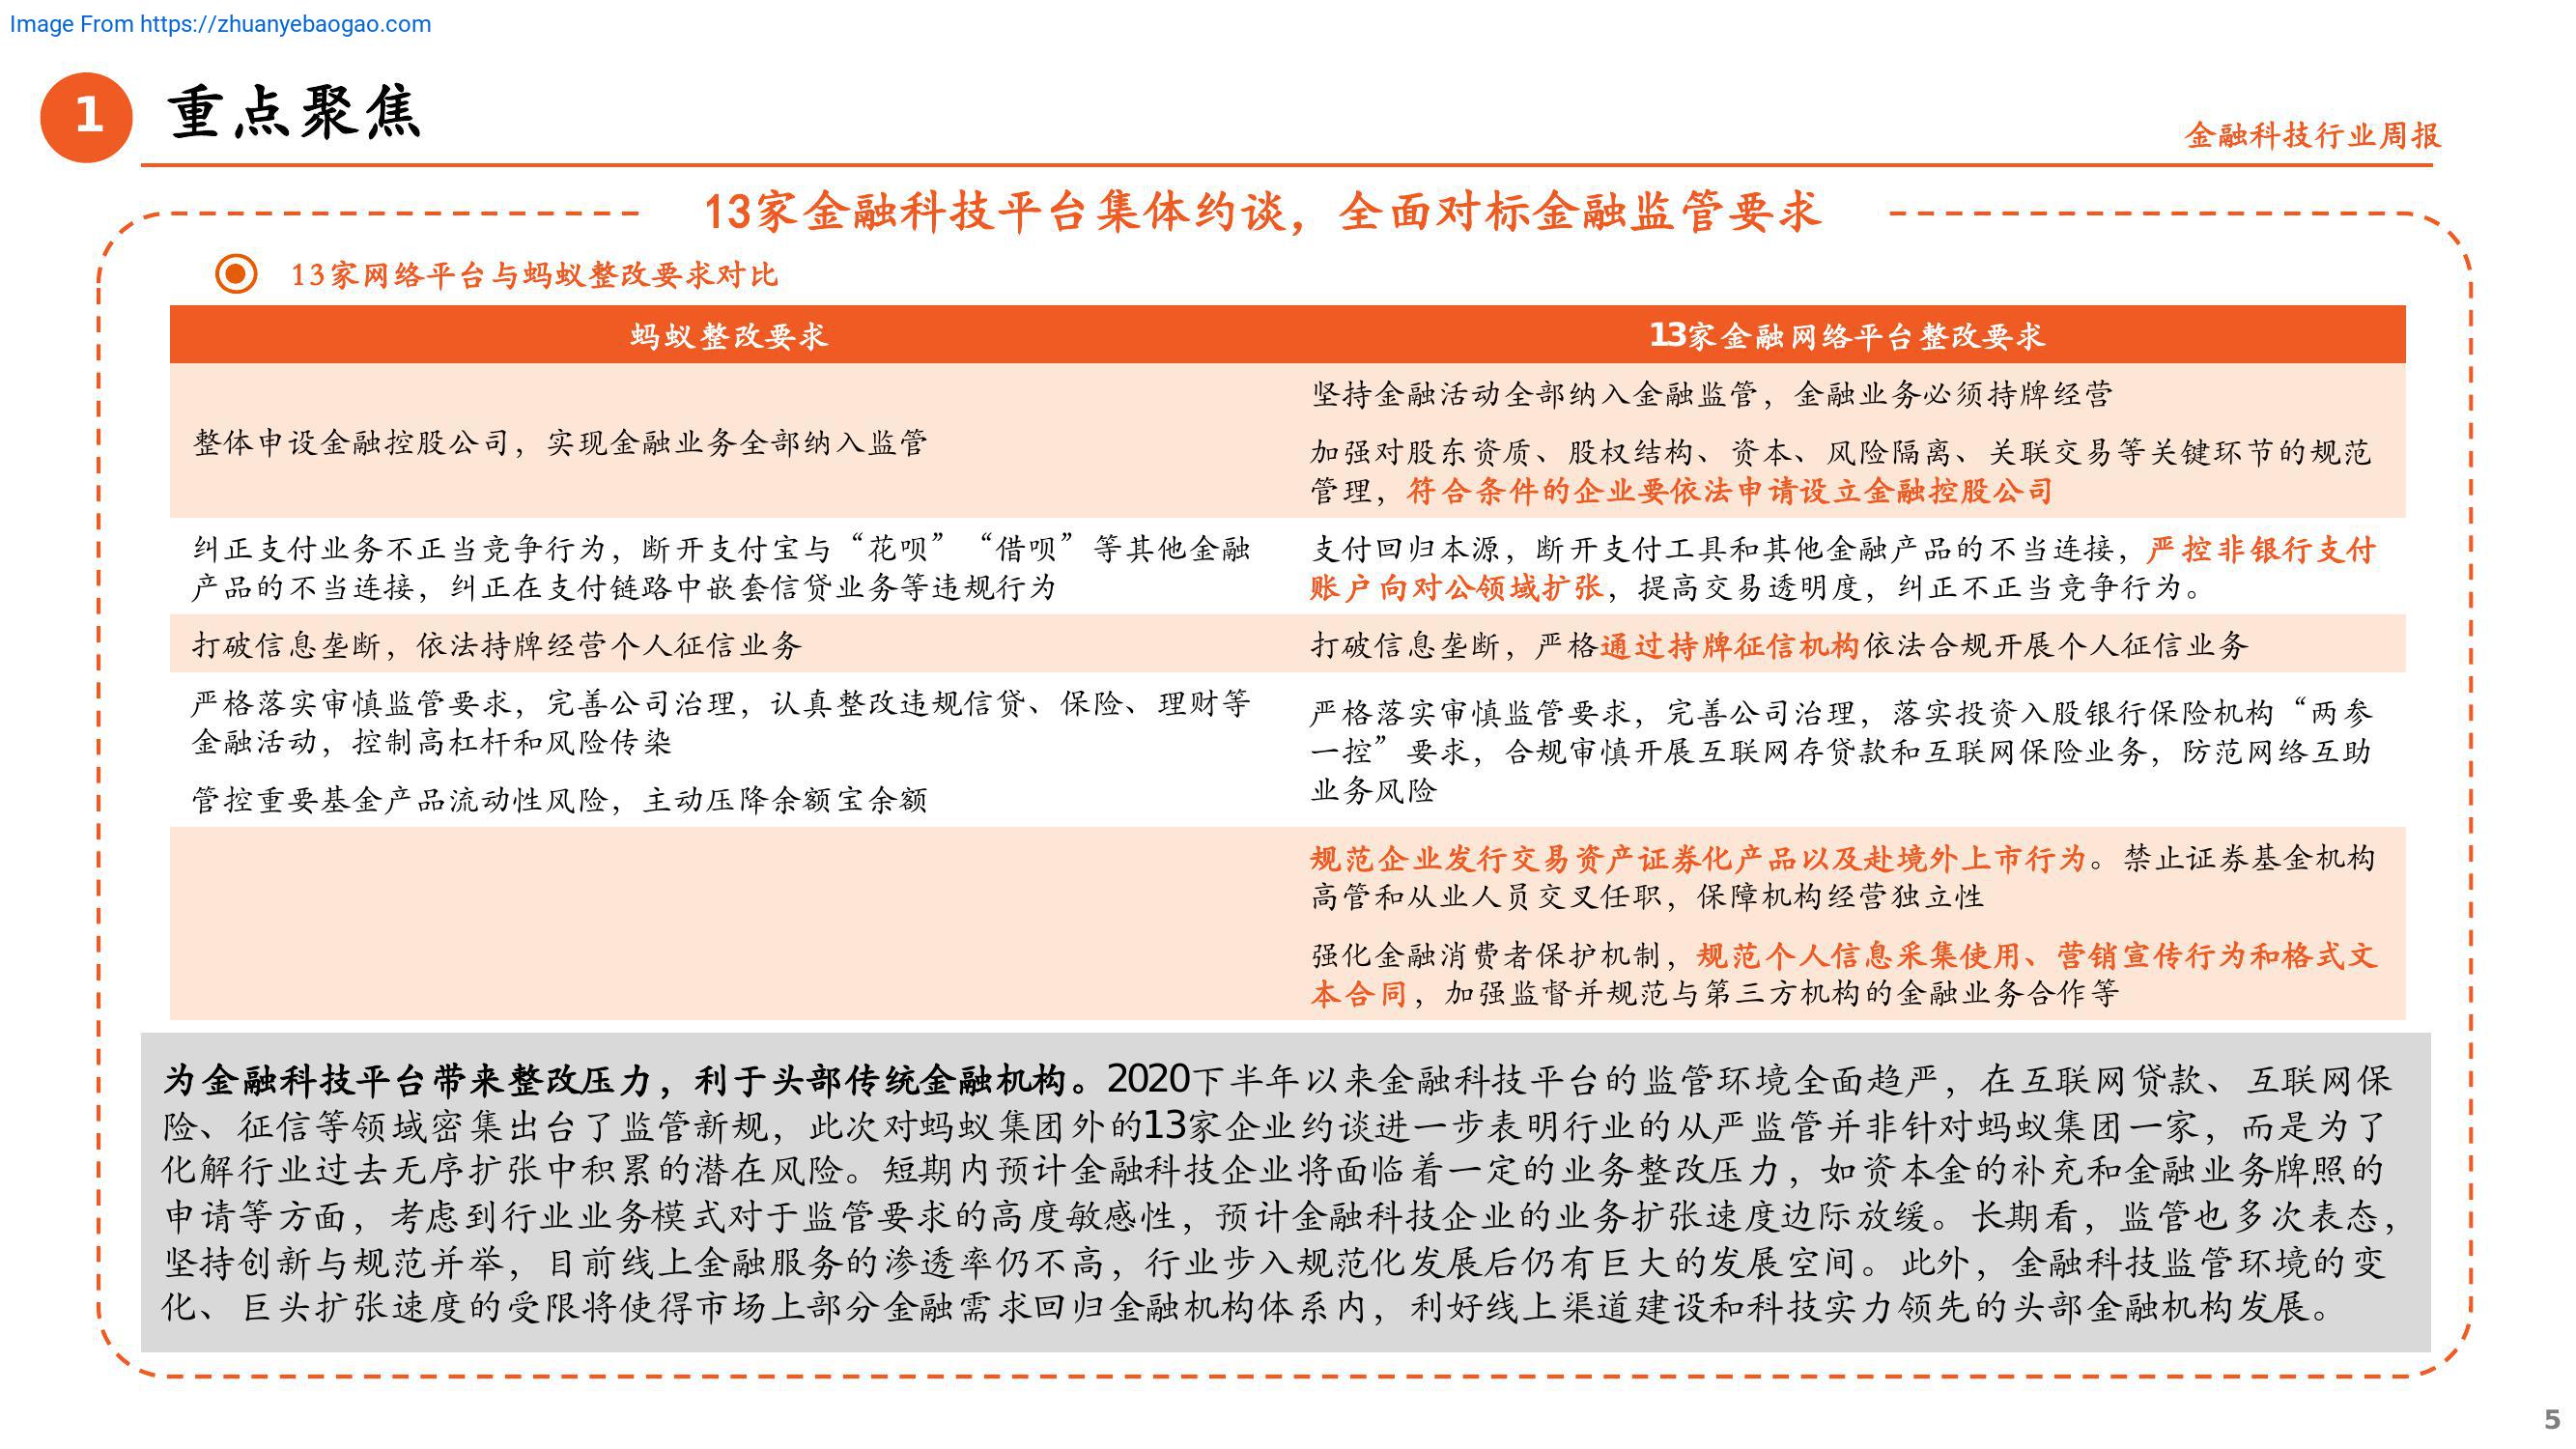 Image From https://zhuanyebaogao.com
1
重点聚焦
金融科技行业周报
13家金融科技平台集体约谈，全面对标金融监管要求
13家网络平台与蚂蚁整改要求对比
蚂蚁整改要求
13家金融网络平台整改要求
整体申设金融控股公司，实现金融业务全部纳入监管
坚持金融活动全部纳入金融监管，金融业务必须持牌经营
加强对股东资质、股权结构、资本、风险隔离、关联交易等关键环节的规范
管理，符合条件的企业要依法申请设立金融控股公司
纠正支付业务不正当竞争行为，断开支付宝与“花呗”“借呗”等其他金融
产品的不当连接，纠正在支付链路中嵌套信贷业务等违规行为
支付回归本源，断开支付工具和其他金融产品的不当连接，严控非银行支付
账户向对公领域扩张，提高交易透明度，纠正不正当竞争行为。
打破信息垄断，依法持牌经营个人征信业务
打破信息垄断，严格通过持牌征信机构依法合规开展个人征信业务
严格落实审慎监管要求，完善公司治理，认真整改违规信贷、保险、理财等
金融活动，控制高杠杆和风险传染
管控重要基金产品流动性风险，主动压降余额宝余额
严格落实审慎监管要求，完善公司治理，落实投资入股银行保险机构“两参
一控”要求，合规审慎开展互联网存贷款和互联网保险业务，防范网络互助
业务风险
规范企业发行交易资产证券化产品以及赴境外上市行为。禁止证券基金机构
高管和从业人员交叉任职，保障机构经营独立性
强化金融消费者保护机制，规范个人信息采集使用、营销宣传行为和格式文
本合同，加强监督并规范与第三方机构的金融业务合作等
为金融科技平台带来整改压力，利于头部传统金融机构。2020下半年以来金融科技平台的监管环境全面趋严，在互联网贷款、互联网保
险、征信等领域密集出台了监管新规，此次对蚂蚁集团外的13家企业约谈进一步表明行业的从严监管并非针对蚂蚁集团一家，而是为了
化解行业过去无序扩张中积累的潜在风险。短期内预计金融科技企业将面临着一定的业务整改压力，如资本金的补充和金融业务牌照的
申请等方面，考虑到行业业务模式对于监管要求的高度敏感性，预计金融科技企业的业务扩张速度边际放缓。长期看，监管也多次表态，
坚持创新与规范并举，目前线上金融服务的渗透率仍不高，行业步入规范化发展后仍有巨大的发展空间。此外，金融科技监管环境的变
化、巨头扩张速度的受限将使得市场上部分金融需求回归金融机构体系内，利好线上渠道建设和科技实力领先的头部金融机构发展。
5